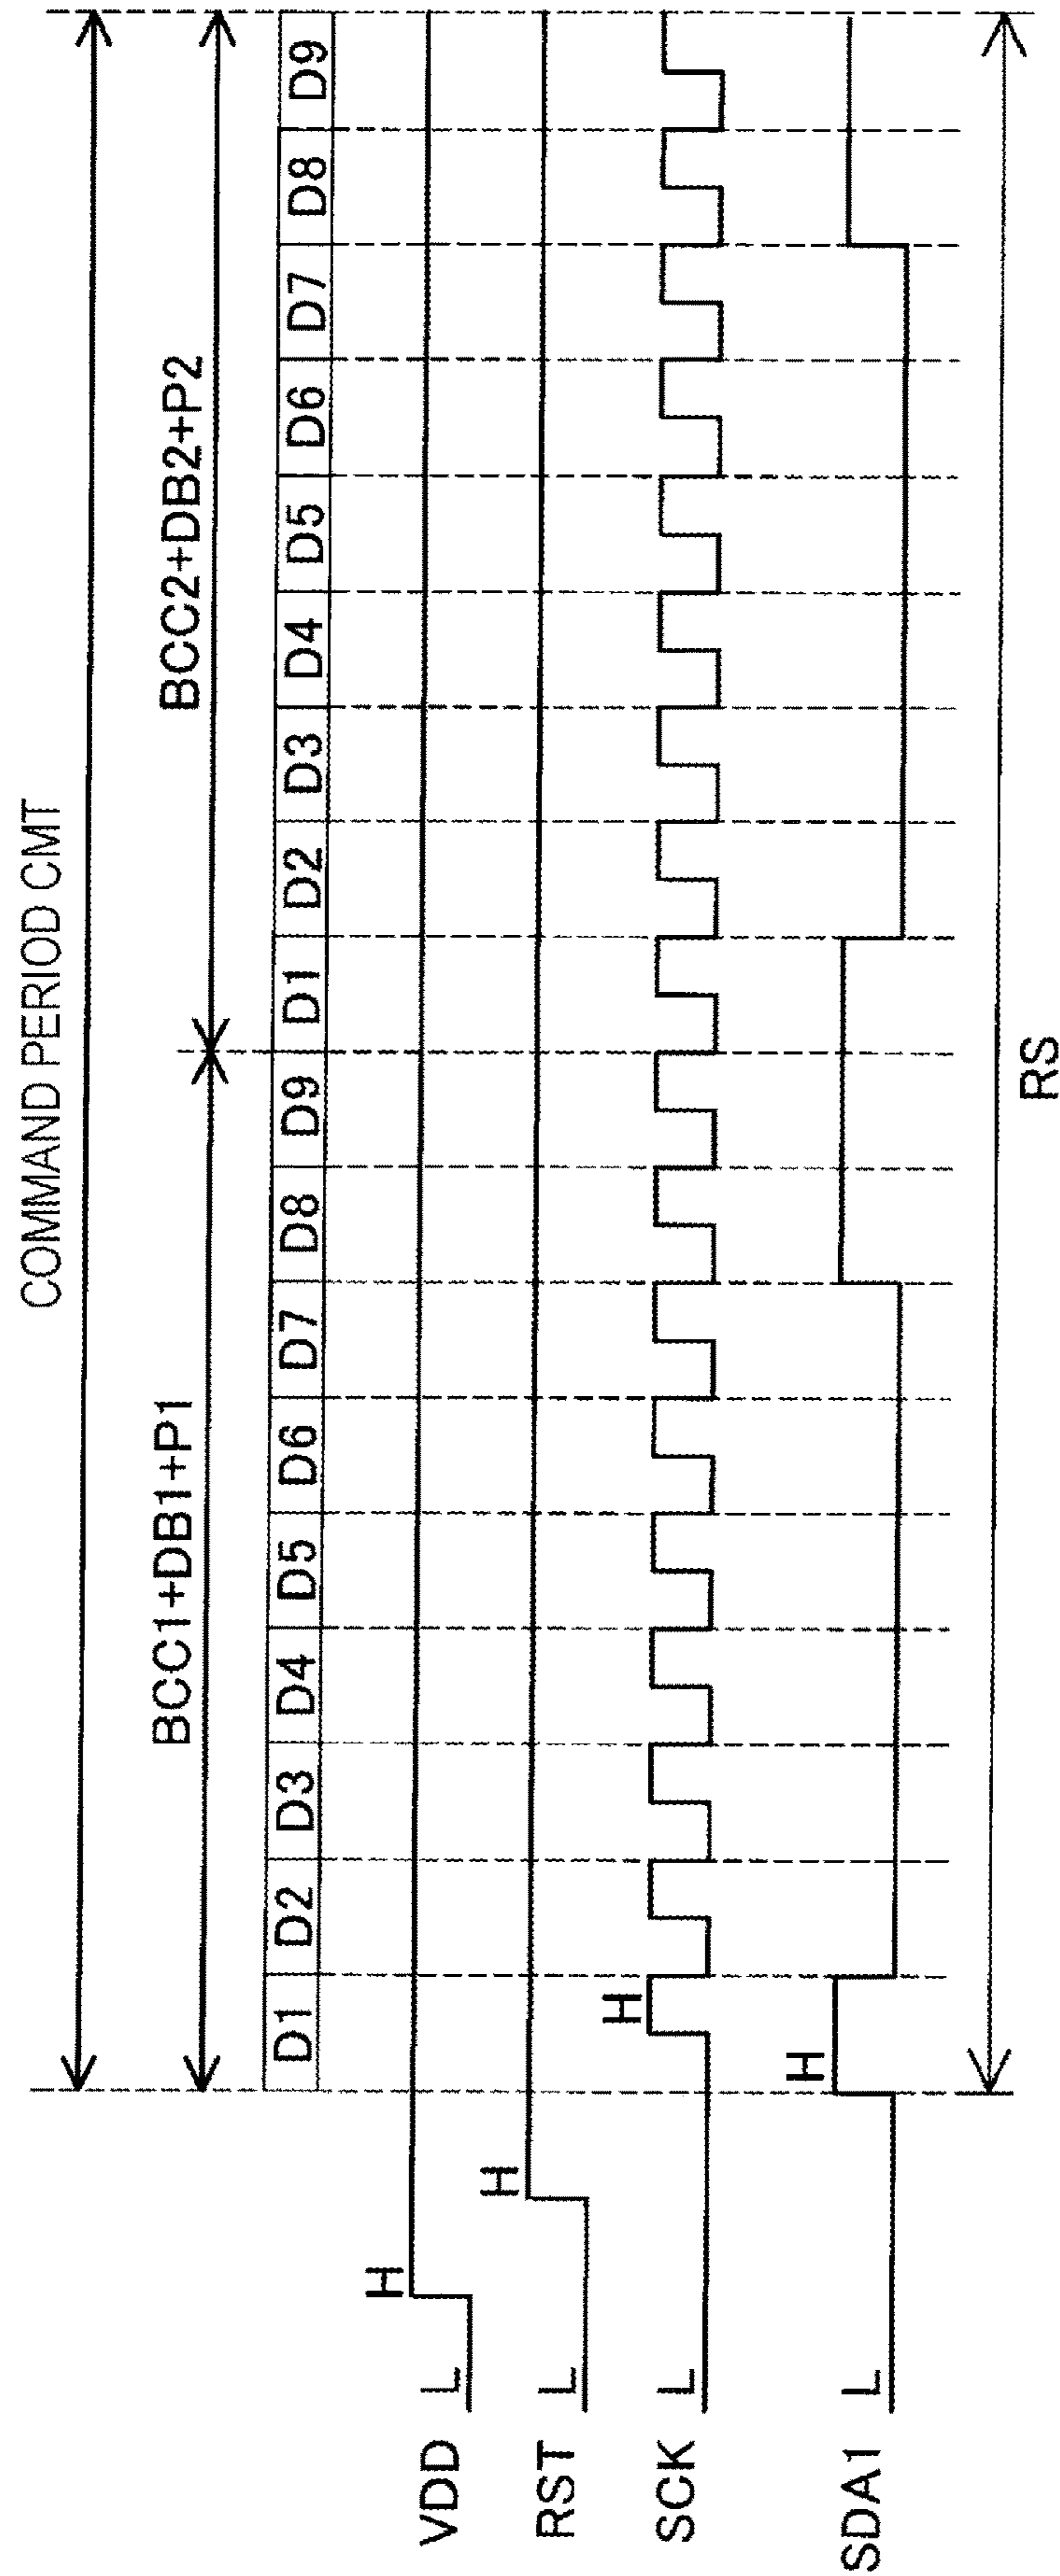 COMMAND PERIOD CMT
BCC1+DB1+P1 BCC2+DB2+P2
D1 D2 D3 D4 D5 D6 D7 D8 D9 D1 D2 D3 D4 D5 D6 D7 D8 D9
VDD L H
RST L H
SCK L H
SDA1 L H
RS